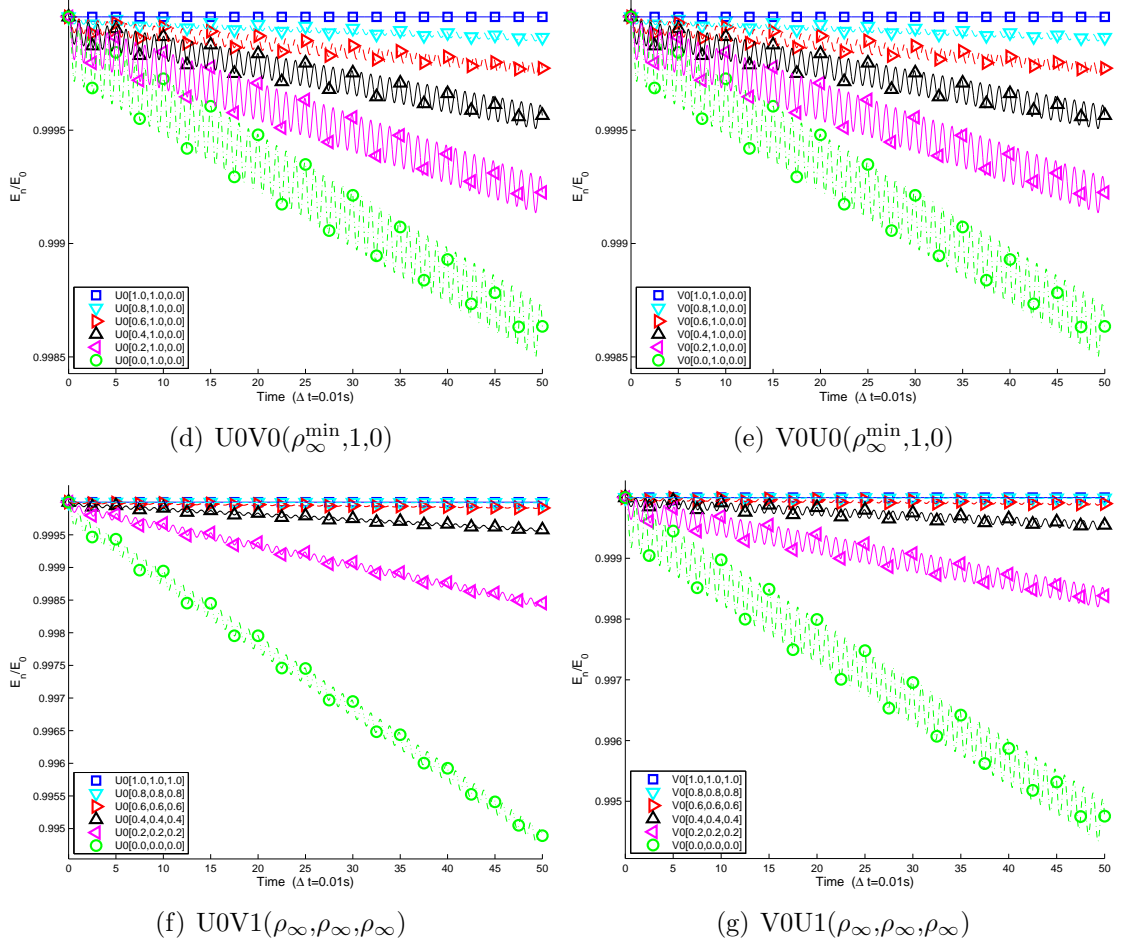 E_n/E_0
0.9995
0.999
0.9985
U0[1.0,1.0,0.0]
U0[0.8,1.0,0.0]
U0[0.6,1.0,0.0]
U0[0.4,1.0,0.0]
U0[0.2,1.0,0.0]
U0[0.0,1.0,0.0]
0 5 10 15 20 25 30 35 40 45 50
Time (Δ t=0.01s)
(d) U0V0(ρ_∞^min,1,0)
E_n/E_0
0.9995
0.999
0.9985
V0[1.0,1.0,0.0]
V0[0.8,1.0,0.0]
V0[0.6,1.0,0.0]
V0[0.4,1.0,0.0]
V0[0.2,1.0,0.0]
V0[0.0,1.0,0.0]
0 5 10 15 20 25 30 35 40 45 50
Time (Δ t=0.01s)
(e) V0U0(ρ_∞^min,1,0)
E_n/E_0
0.9995
0.999
0.9985
0.998
0.9975
0.997
0.9965
0.996
0.9955
0.995
U0[1.0,1.0,1.0]
U0[0.8,0.8,0.8]
U0[0.6,0.6,0.6]
U0[0.4,0.4,0.4]
U0[0.2,0.2,0.2]
U0[0.0,0.0,0.0]
0 5 10 15 20 25 30 35 40 45 50
Time (Δ t=0.01s)
(f) U0V1(ρ_∞,ρ_∞,ρ_∞)
E_n/E_0
0.999
0.998
0.997
0.996
0.995
V0[1.0,1.0,1.0]
V0[0.8,0.8,0.8]
V0[0.6,0.6,0.6]
V0[0.4,0.4,0.4]
V0[0.2,0.2,0.2]
V0[0.0,0.0,0.0]
0 5 10 15 20 25 30 35 40 45 50
Time (Δ t=0.01s)
(g) V0U1(ρ_∞,ρ_∞,ρ_∞)